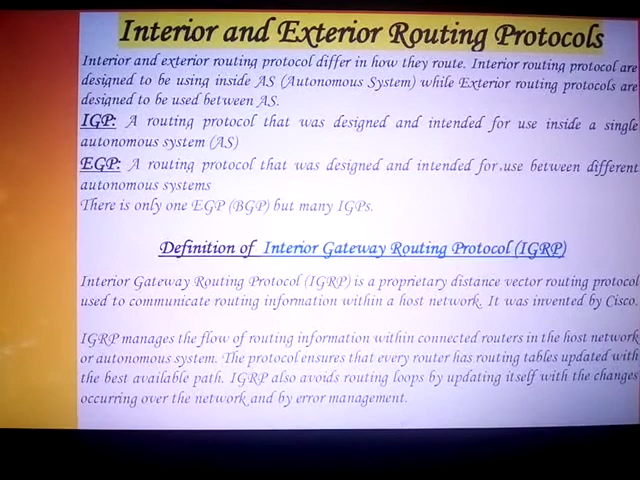 Interior and Exterior Routing Protocols
Interior and exterior routing protocol differ in how they route. Interior routing protocol are
designed to be using inside AS (Autonomous System) while Exterior routing protocols are
designed to be used between AS.
IGP: A routing protocol that was designed and intended for use inside a single
autonomous system (AS)
EGP: A routing protocol that was designed and intended for use between different
autonomous systems
There is only one EGP (BGP) but many IGPs.
Definition of Interior Gateway Routing Protocol (IGRP)
Interior Gateway Routing Protocol (IGRP) is a proprietary distance vector routing protocol
used to communicate routing information within a host network. It was invented by Cisco.
IGRP manages the flow of routing information within connected routers in the host network
or autonomous system. The protocol ensures that every router has routing tables updated with
the best available path. IGRP also avoids routing loops by updating itself with the changes
occurring over the network and by error management.